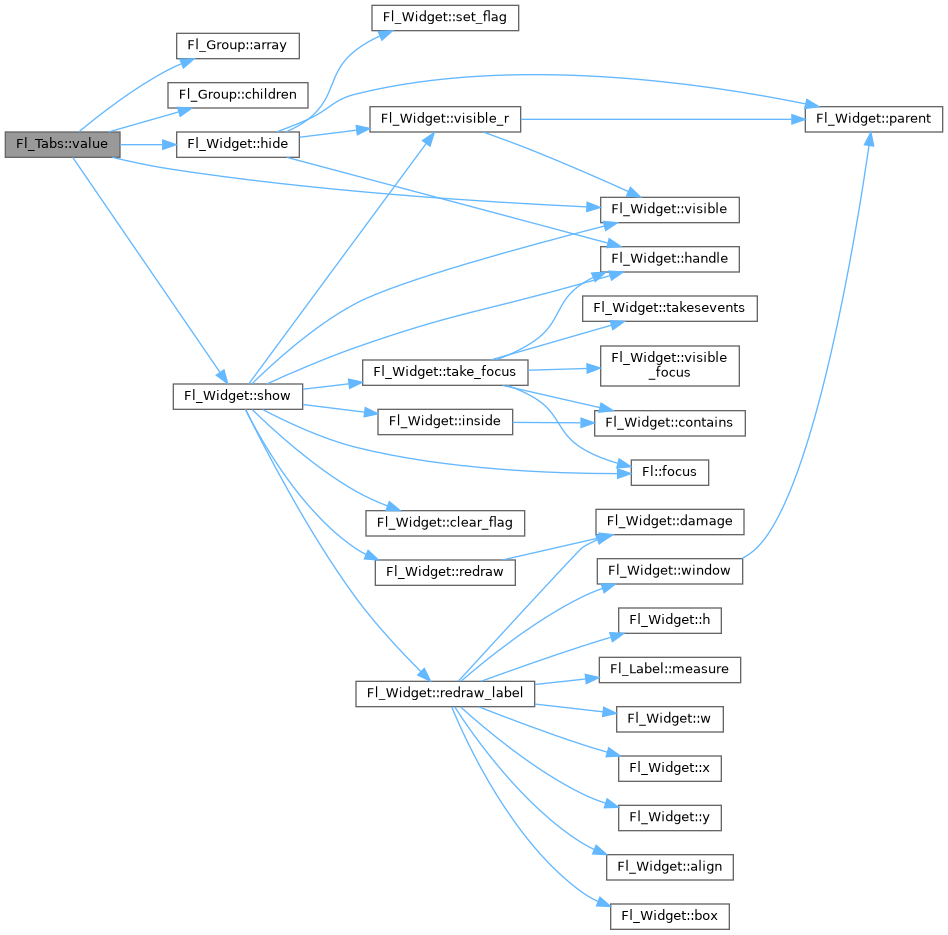 Fl_Widget::set_flag
Fl_Group::array
Fl_Group::children
Fl_Widget::visible_r
Fl_Widget::parent
Fl_Tabs::value
Fl_Widget::hide
Fl_Widget::visible
Fl_Widget::handle
Fl_Widget::takesevents
Fl_Widget::visible
_focus
Fl_Widget::take_focus
Fl_Widget::show
Fl_Widget::inside
Fl_Widget::contains
Fl::focus
Fl_Widget::clear_flag
Fl_Widget::damage
Fl_Widget::redraw
Fl_Widget::window
Fl_Widget::h
Fl_Label::measure
Fl_Widget::redraw_label
Fl_Widget::w
Fl_Widget::x
Fl_Widget::y
Fl_Widget::align
Fl_Widget::box